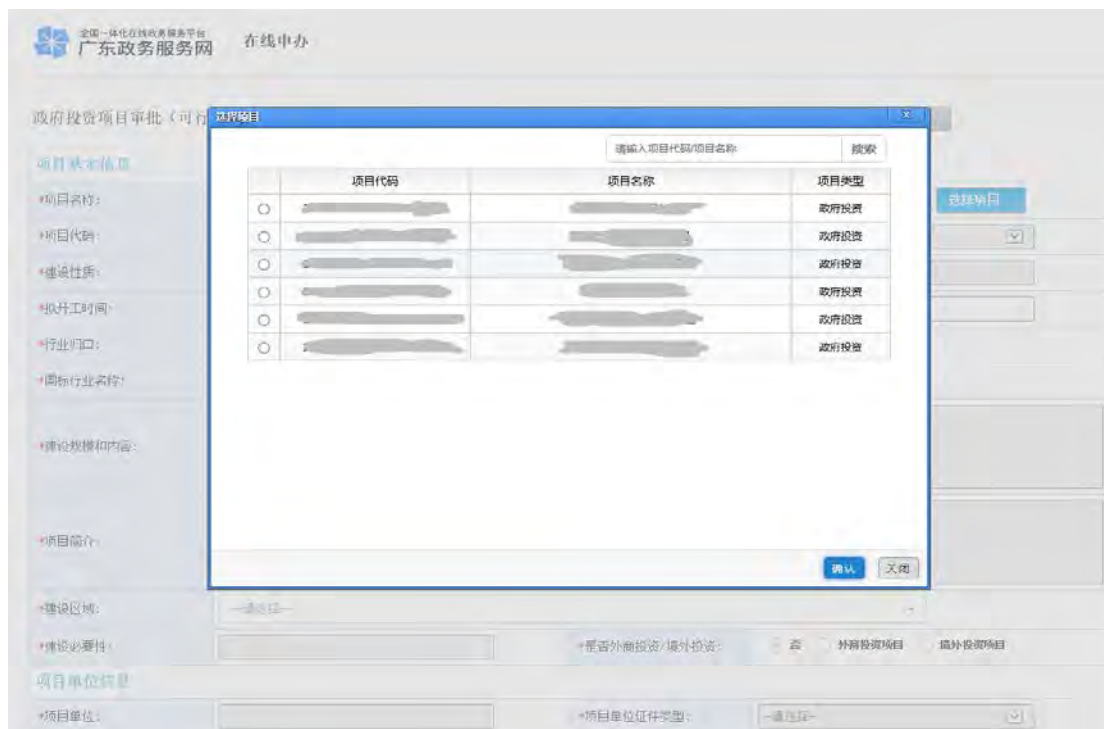 全国一体化在线政务服务平台
广东政务服务网
在线申办
政府投资项目审批（可行
选择项目
请输入项目代码/项目名称
搜索
项目代码 项目名称 项目类型
政府投资
政府投资
政府投资
政府投资
政府投资
政府投资
确认 关闭
项目基本信息
*项目名称: 选择项目
*项目代码:
*建设性质:
*拟开工时间:
*行业归口:
*国标行业名称:
*建设规模和内容:
*项目简介:
*建设区域: --请选择--
*建设必要性: *是否外商投资/境外投资: 否 外商投资项目 境外投资项目
项目单位信息
*项目单位: *项目单位证件类型: --请选择--